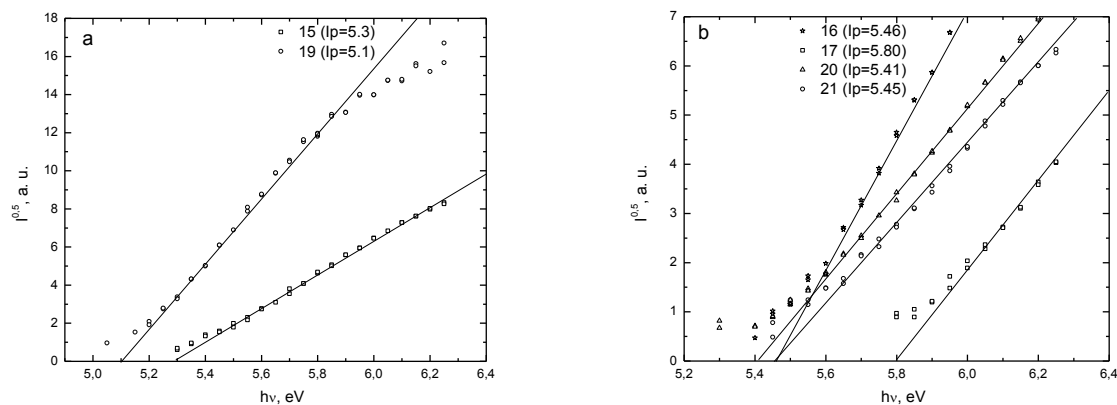 a
15 (Ip=5.3)
19 (Ip=5.1)
18
16
14
12
10
8
6
4
2
0
I^0,5, a. u.
5,0 5,2 5,4 5,6 5,8 6,0 6,2 6,4
hν, eV
b
16 (Ip=5.46)
17 (Ip=5.80)
20 (Ip=5.41)
21 (Ip=5.45)
7
6
5
4
3
2
1
0
I^0,5, a. u.
5,2 5,4 5,6 5,8 6,0 6,2 6,4
hν, eV